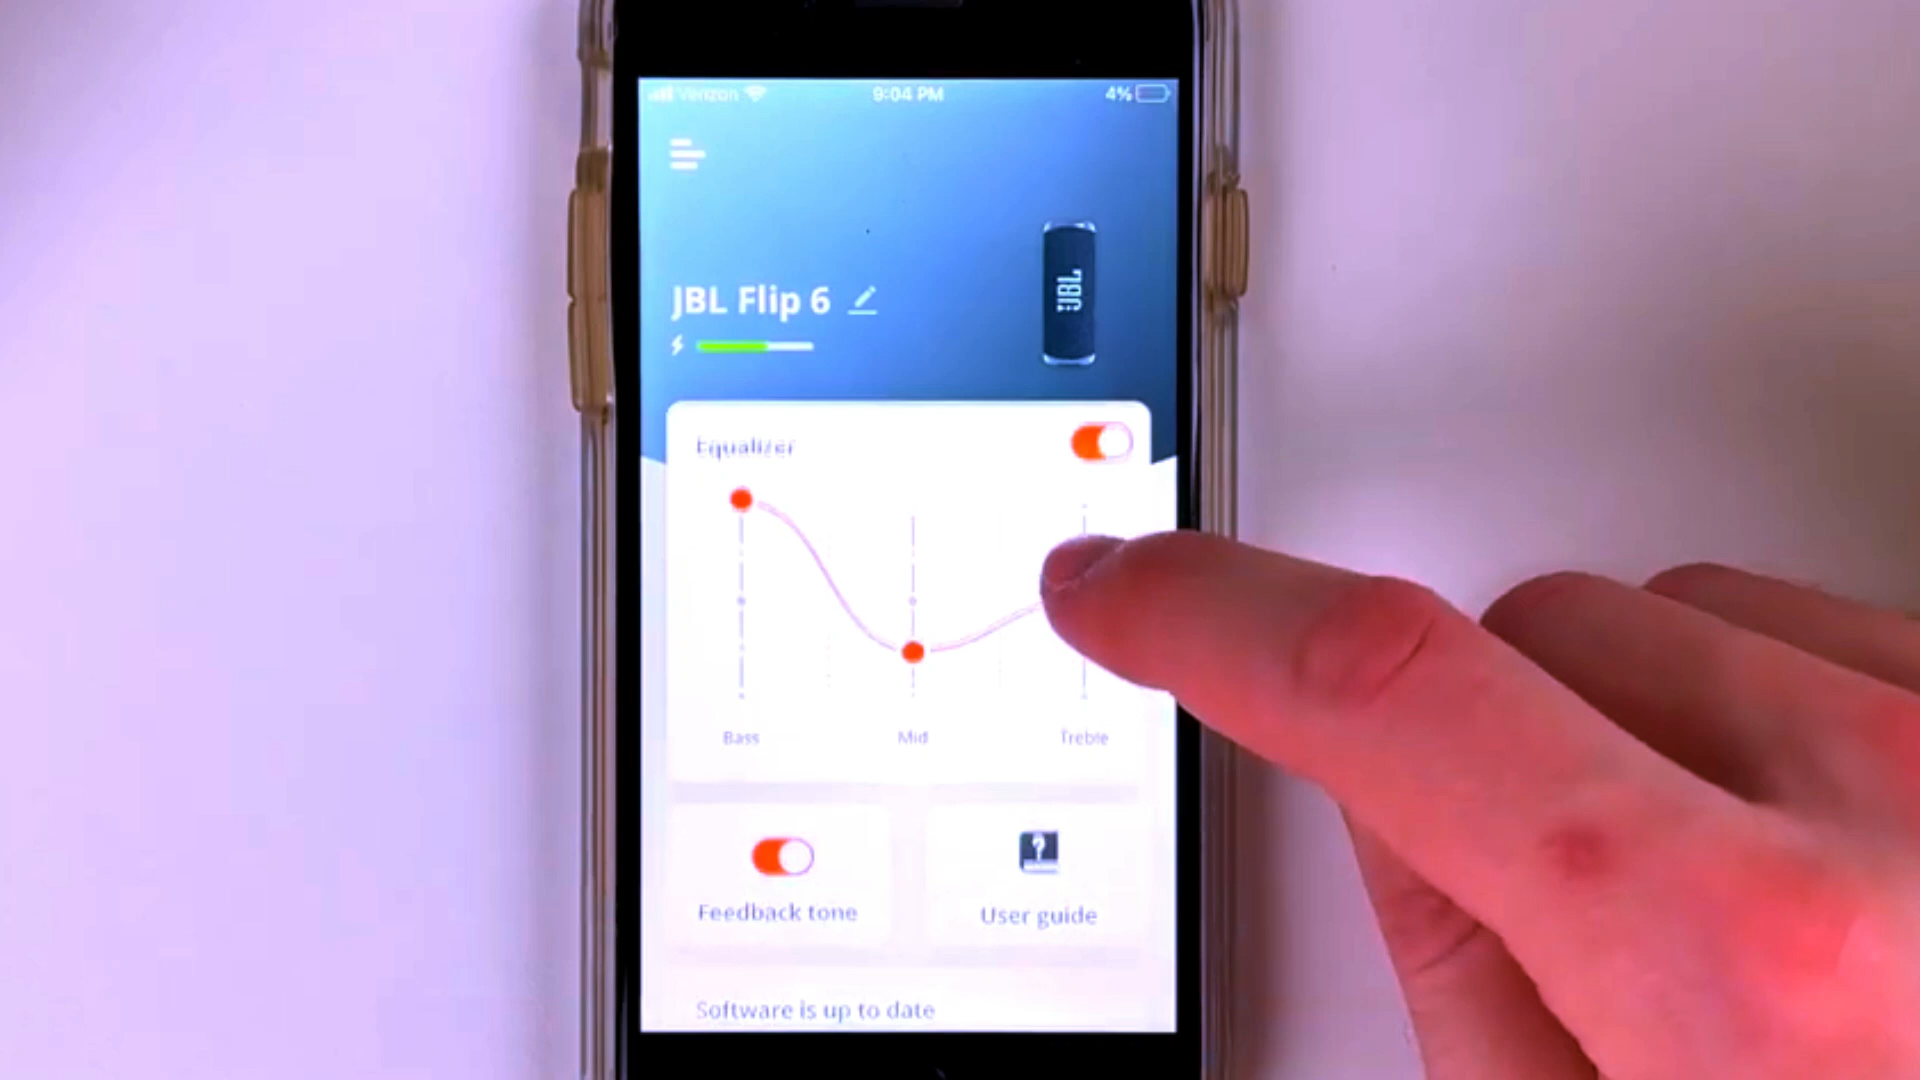 Verizon 9:04 PM 4%
JBL Flip 6
JBL
Equalizer
Bass Mid Treble
Feedback tone User guide
Software is up to date